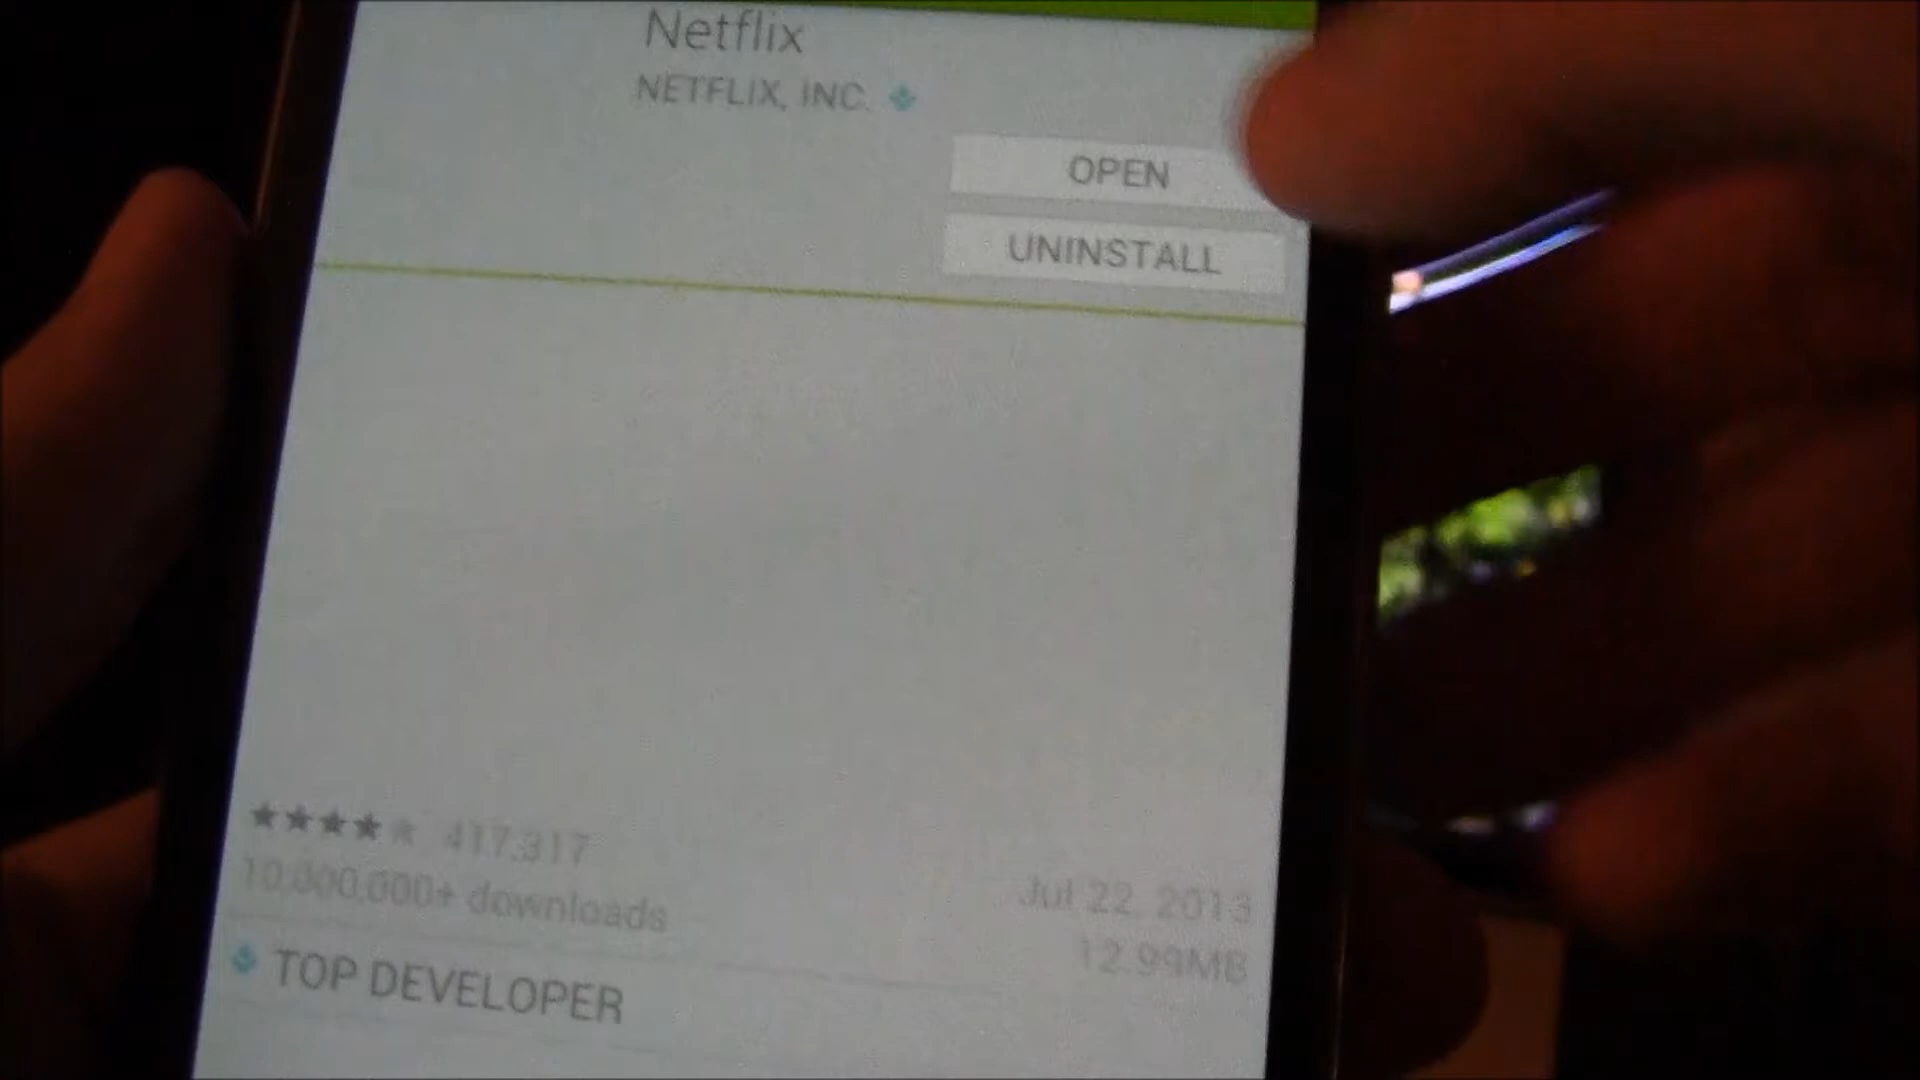 Netflix
NETFLIX, INC.
OPEN
UNINSTALL
417,317
10,000,000+ downloads
Jul 22, 2013
12.99MB
TOP DEVELOPER